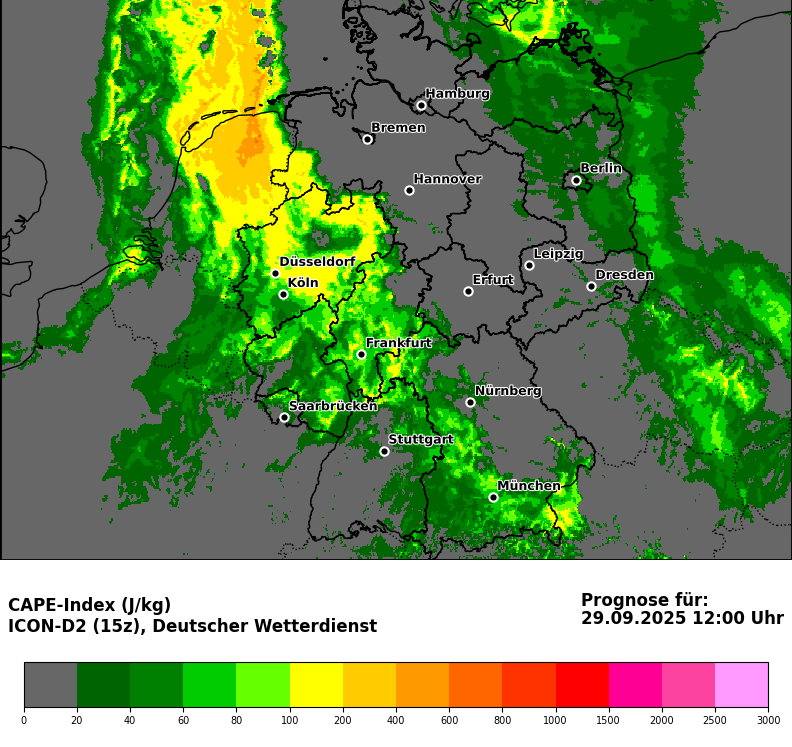 Hamburg
Bremen
Berlin
Hannover
Leipzig
Düsseldorf
Dresden
Erfurt
Köln
Frankfurt
Nürnberg
Saarbrücken
Stuttgart
München
CAPE-Index (J/kg)
ICON-D2 (15z), Deutscher Wetterdienst
Prognose für:
29.09.2025 12:00 Uhr
0 20 40 60 80 100 200 400 600 800 1000 1500 2000 2500 3000